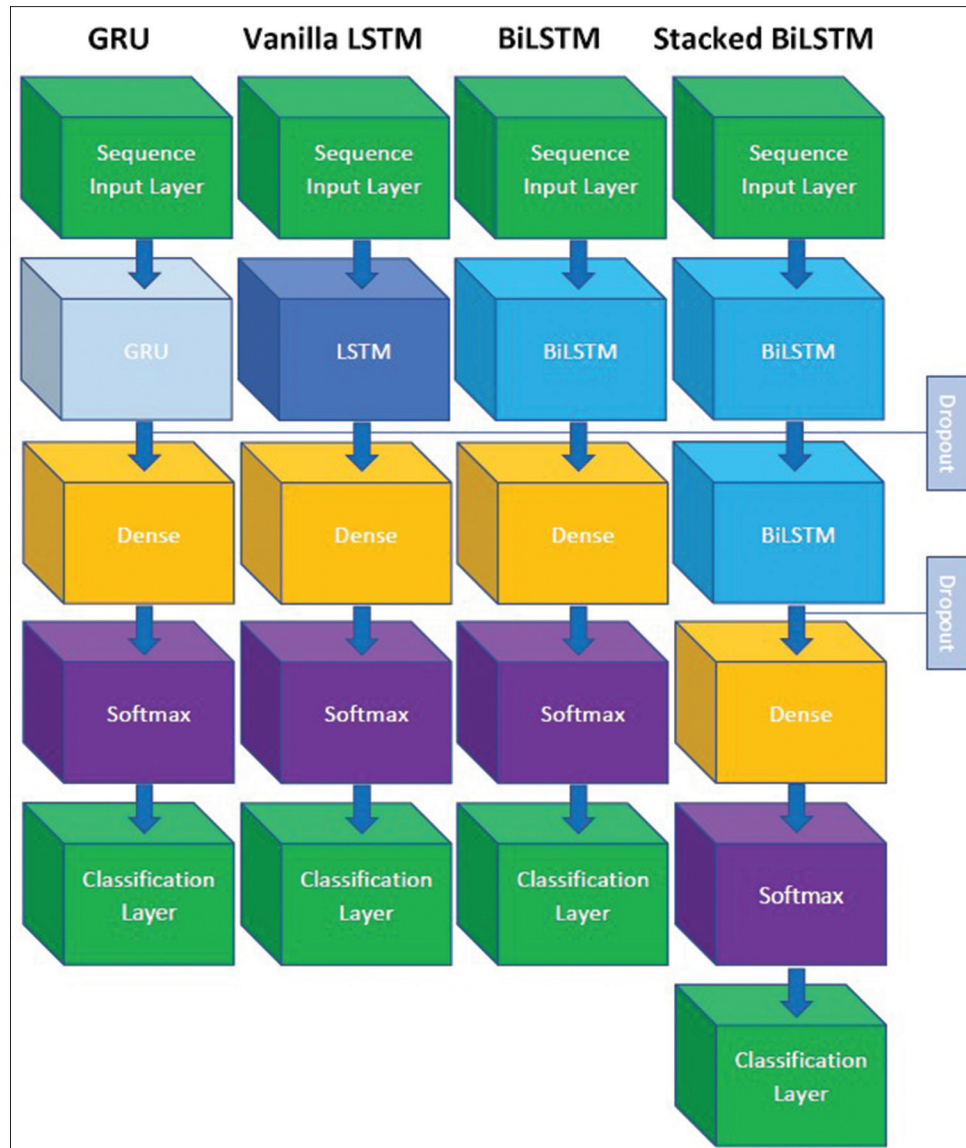 GRU Vanilla LSTM BiLSTM Stacked BiLSTM
Sequence
Input Layer
Sequence
Input Layer
Sequence
Input Layer
Sequence
Input Layer
GRU
LSTM
BiLSTM
BiLSTM
Dropout
Dense
Dense
Dense
BiLSTM
Dropout
Softmax
Softmax
Softmax
Dense
Classification
Layer
Classification
Layer
Classification
Layer
Softmax
Classification
Layer